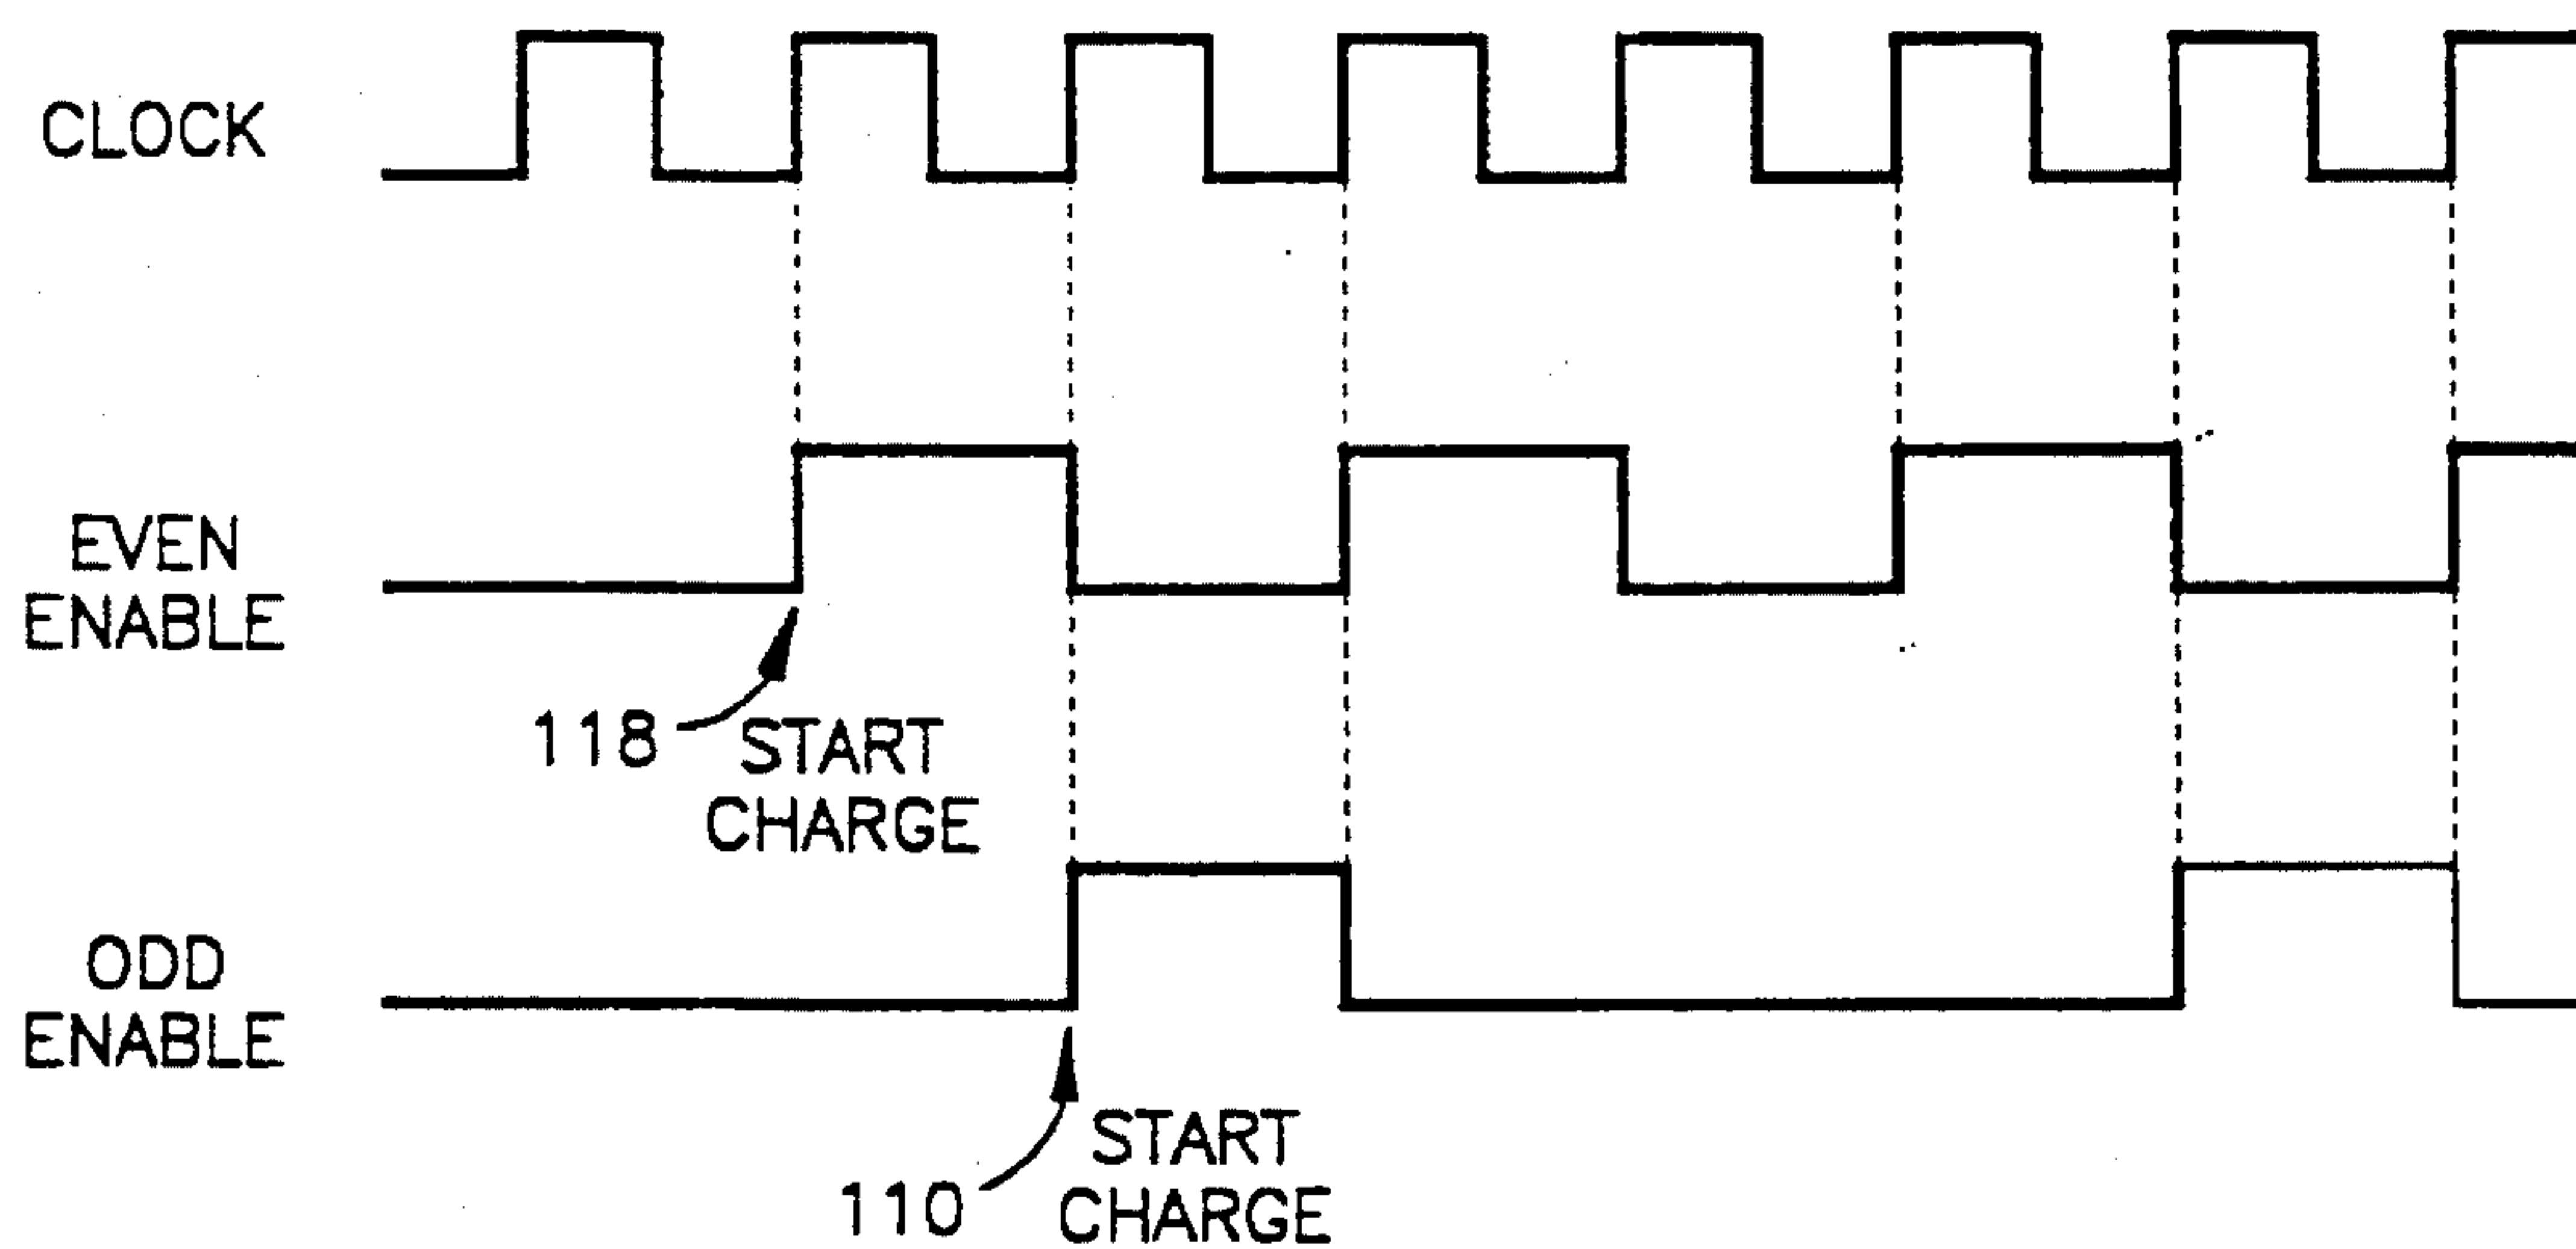 CLOCK
EVEN
ENABLE
118
START
CHARGE
ODD
ENABLE
110
START
CHARGE